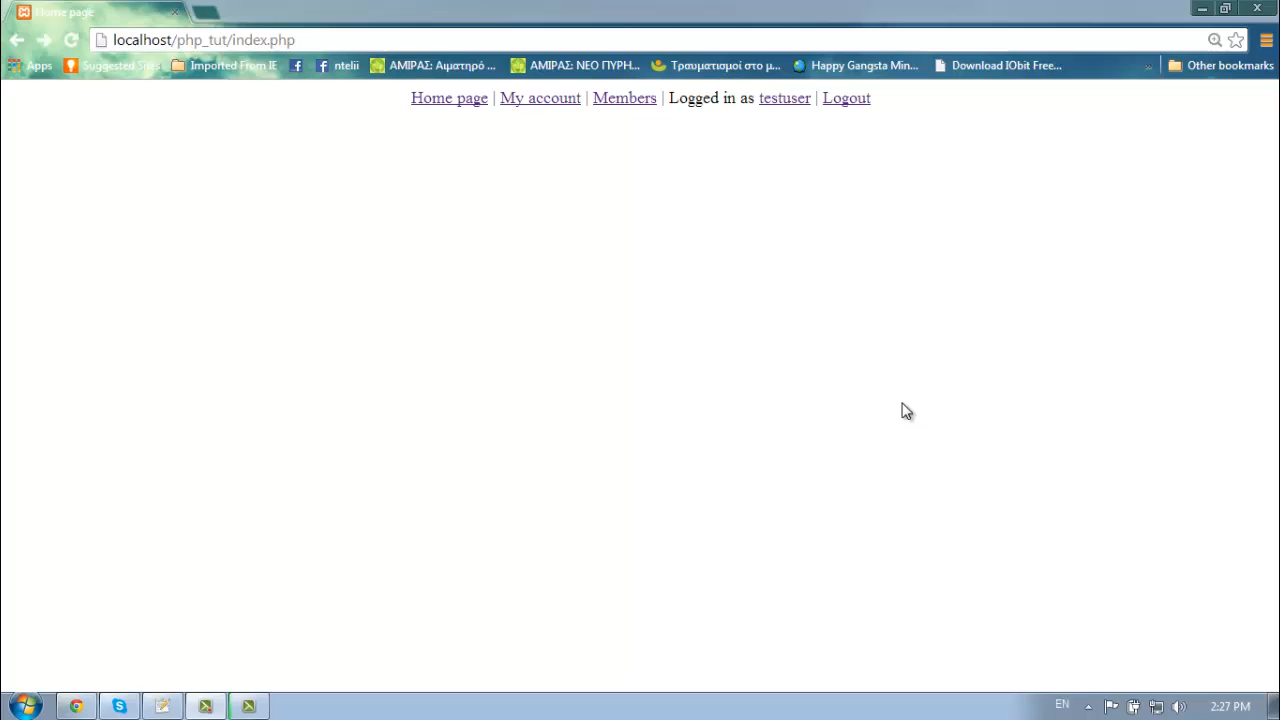 Home page
localhost/php_tut/index.php
Apps Suggested Sites Imported From IE ntelii ΑΜΙΡΑΣ: Αιματηρό ... ΑΜΙΡΑΣ: ΝΕΟ ΠΥΡΗ... Τραυματισμοί στο μ... Happy Gangsta Min... Download IObit Free... Other bookmarks
Home page | My account | Members | Logged in as testuser | Logout
EN 2:27 PM